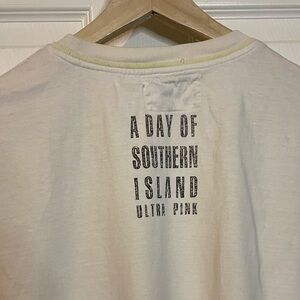 A DAY OF
SOUTHERN
ISLAND
ULTRA PINK